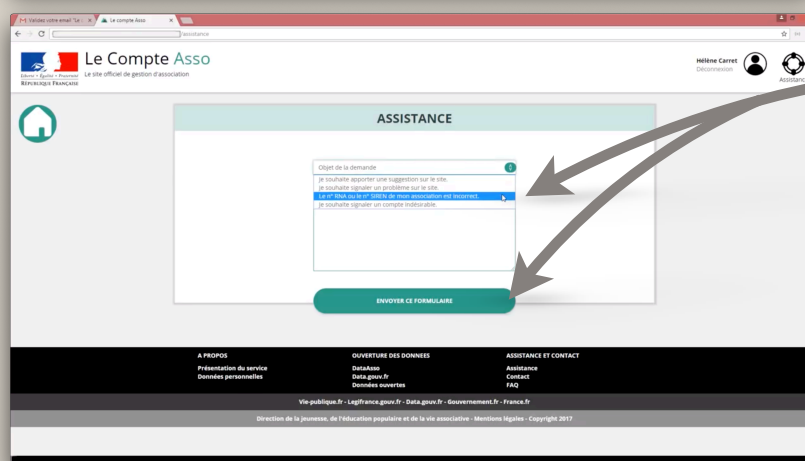 Validez votre email "Le c
Le compte Asso
/assistance
Le Compte Asso
Le site officiel de gestion d'association
Liberté • Égalité • Fraternité
RÉPUBLIQUE FRANÇAISE
Hélène Carret
Déconnexion
Assistance
ASSISTANCE
Objet de la demande
Je souhaite apporter une suggestion sur le site.
Je souhaite signaler un problème sur le site.
Le n° RNA ou le n° SIREN de mon association est incorrect.
Je souhaite signaler un compte indésirable.
ENVOYER CE FORMULAIRE
A PROPOS
Présentation du service
Données personnelles
OUVERTURE DES DONNEES
DataAsso
Data.gouv.fr
Données ouvertes
ASSISTANCE ET CONTACT
Assistance
Contact
FAQ
Vie-publique.fr - Legifrance.gouv.fr - Data.gouv.fr - Gouvernement.fr - France.fr
Direction de la jeunesse, de l'éducation populaire et de la vie associative - Mentions légales - Copyright 2017